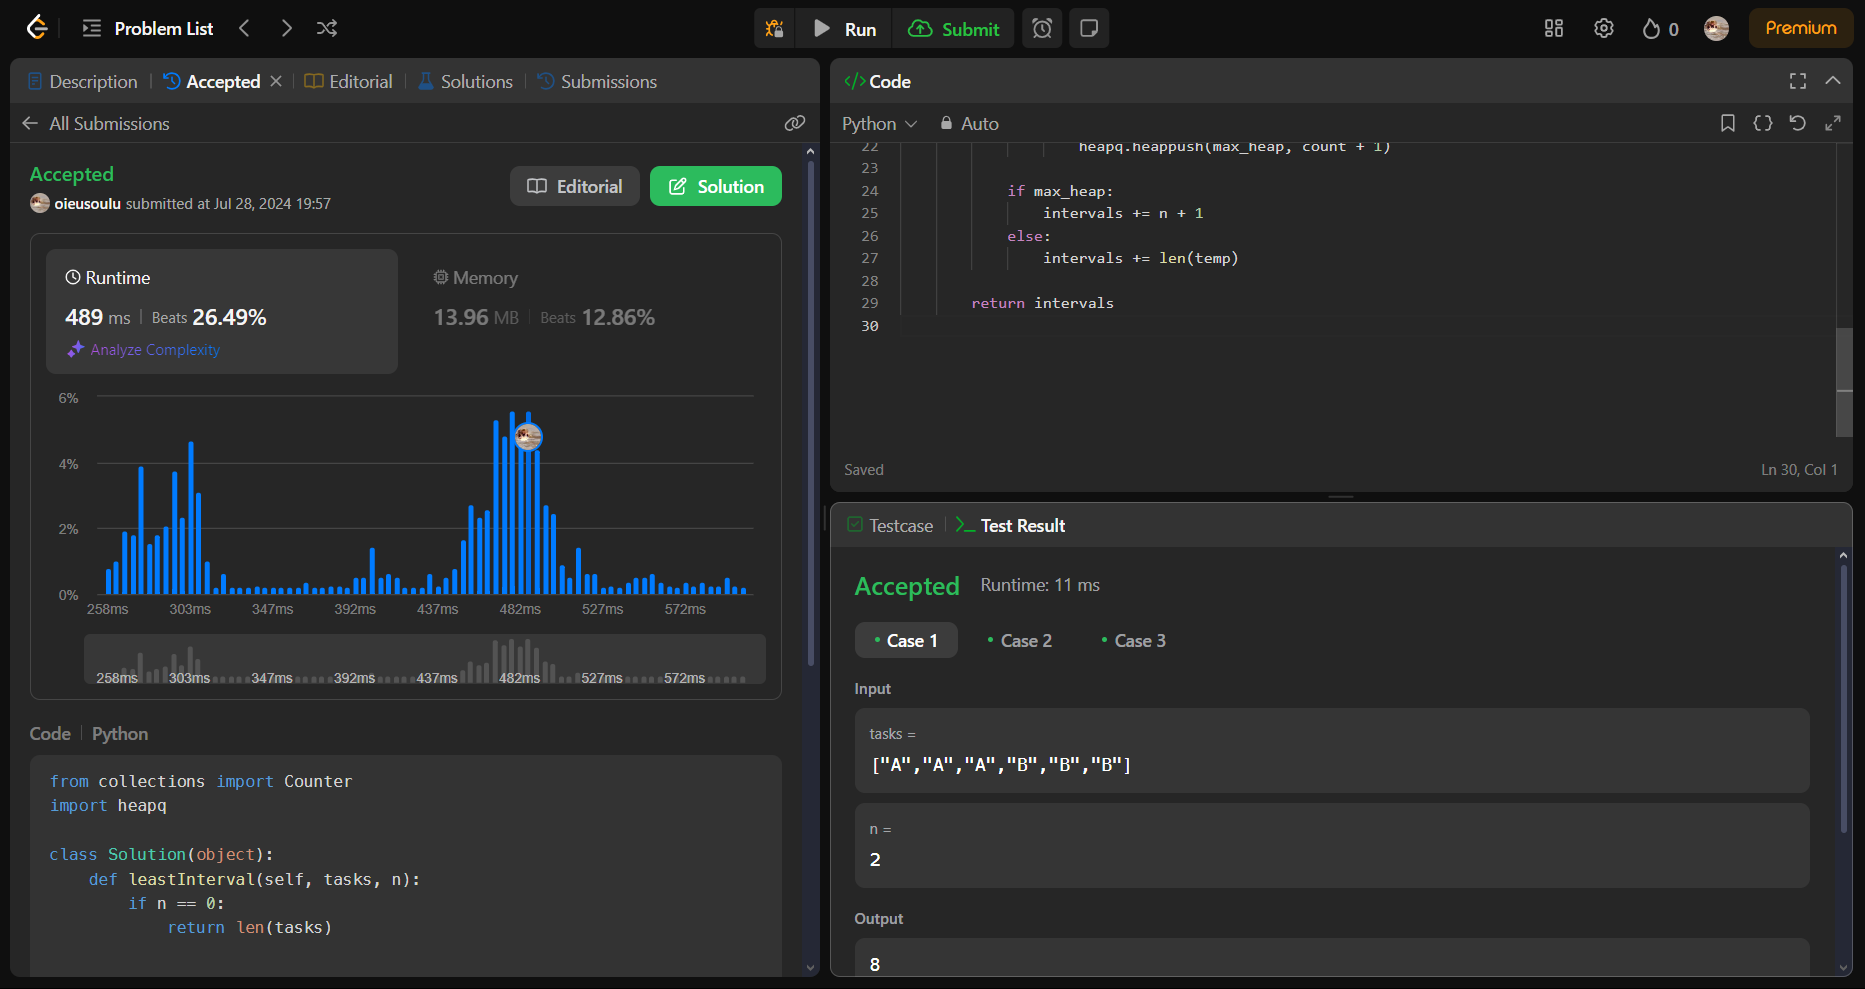 Problem List
Run
Submit
0
Premium
Description
Accepted
Editorial
Solutions
Submissions
All Submissions
Accepted
oieusoulu submitted at Jul 28, 2024 19:57
Editorial
Solution
Runtime
489 ms | Beats 26.49%
Analyze Complexity
Memory
13.96 MB | Beats 12.86%
6%
4%
2%
0%
258ms 303ms 347ms 392ms 437ms 482ms 527ms 572ms
258ms 303ms 347ms 392ms 437ms 482ms 527ms 572ms
Code | Python
from collections import Counter
import heapq
class Solution(object):
def leastInterval(self, tasks, n):
if n == 0:
return len(tasks)
</> Code
Python
Auto
22 heapq.heappush(max_heap, count + 1)
23
24 if max_heap:
25 intervals += n + 1
26 else:
27 intervals += len(temp)
28
29 return intervals
30
Saved
Ln 30, Col 1
Testcase
>_ Test Result
Accepted
Runtime: 11 ms
• Case 1
• Case 2
• Case 3
Input
tasks =
["A","A","A","B","B","B"]
n =
2
Output
8